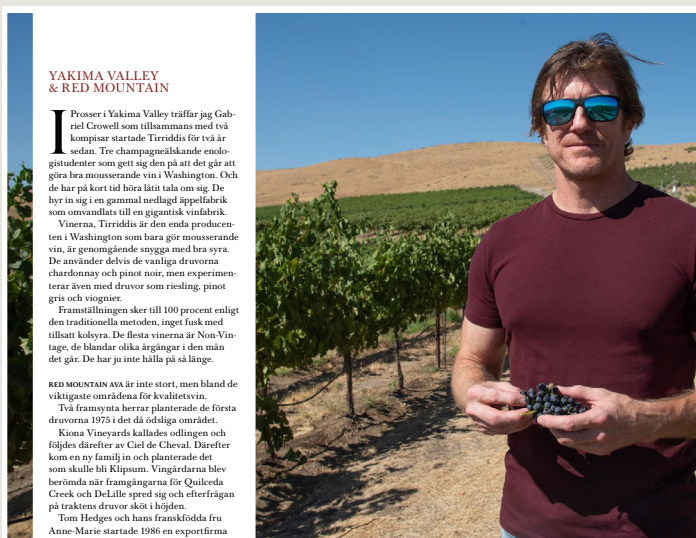 YAKIMA VALLEY
& RED MOUNTAIN
I Prosser i Yakima Valley träffar jag Gab-
riel Crowell som tillsammans med två
kompisar startade Tirriddis för två år
sedan. Tre champagneälskande enolo-
gistudenter som gett sig den på att det går att
göra bra mousserande vin i Washington. Och
de har på kort tid höra låtit tala om sig. De
hyr in sig i en gammal nedlagd äppelfabrik
som omvandlats till en gigantisk vinfabrik.
Vinerna, Tirriddis är den enda producen-
ten i Washington som bara gör mousserande
vin, är genomgående snygga med bra syra.
De använder delvis de vanliga druvorna
chardonnay och pinot noir, men experimen-
terar även med druvor som riesling, pinot
gris och viognier.
Framställningen sker till 100 procent enligt
den traditionella metoden, inget fusk med
tillsatt kolsyra. De flesta vinerna är Non-Vin-
tage, de blandar olika årgångar i den mån
det går. De har ju inte hålla på så länge.
RED MOUNTAIN AVA är inte stort, men bland de
viktigaste områdena för kvalitetsvin.
Två framsynta herrar planterade de första
druvorna 1975 i det då ödsliga området.
Kiona Vineyards kallades odlingen och
följdes därefter av Ciel de Cheval. Därefter
kom en ny familj in och planterade det
som skulle bli Klipsum. Vingårdarna blev
berömda när framgångarna för Quilceda
Creek och DeLille spred sig och efterfrågan
på traktens druvor sköt i höjden.
Tom Hedges och hans franskfödda fru
Anne-Marie startade 1986 en exportfirma